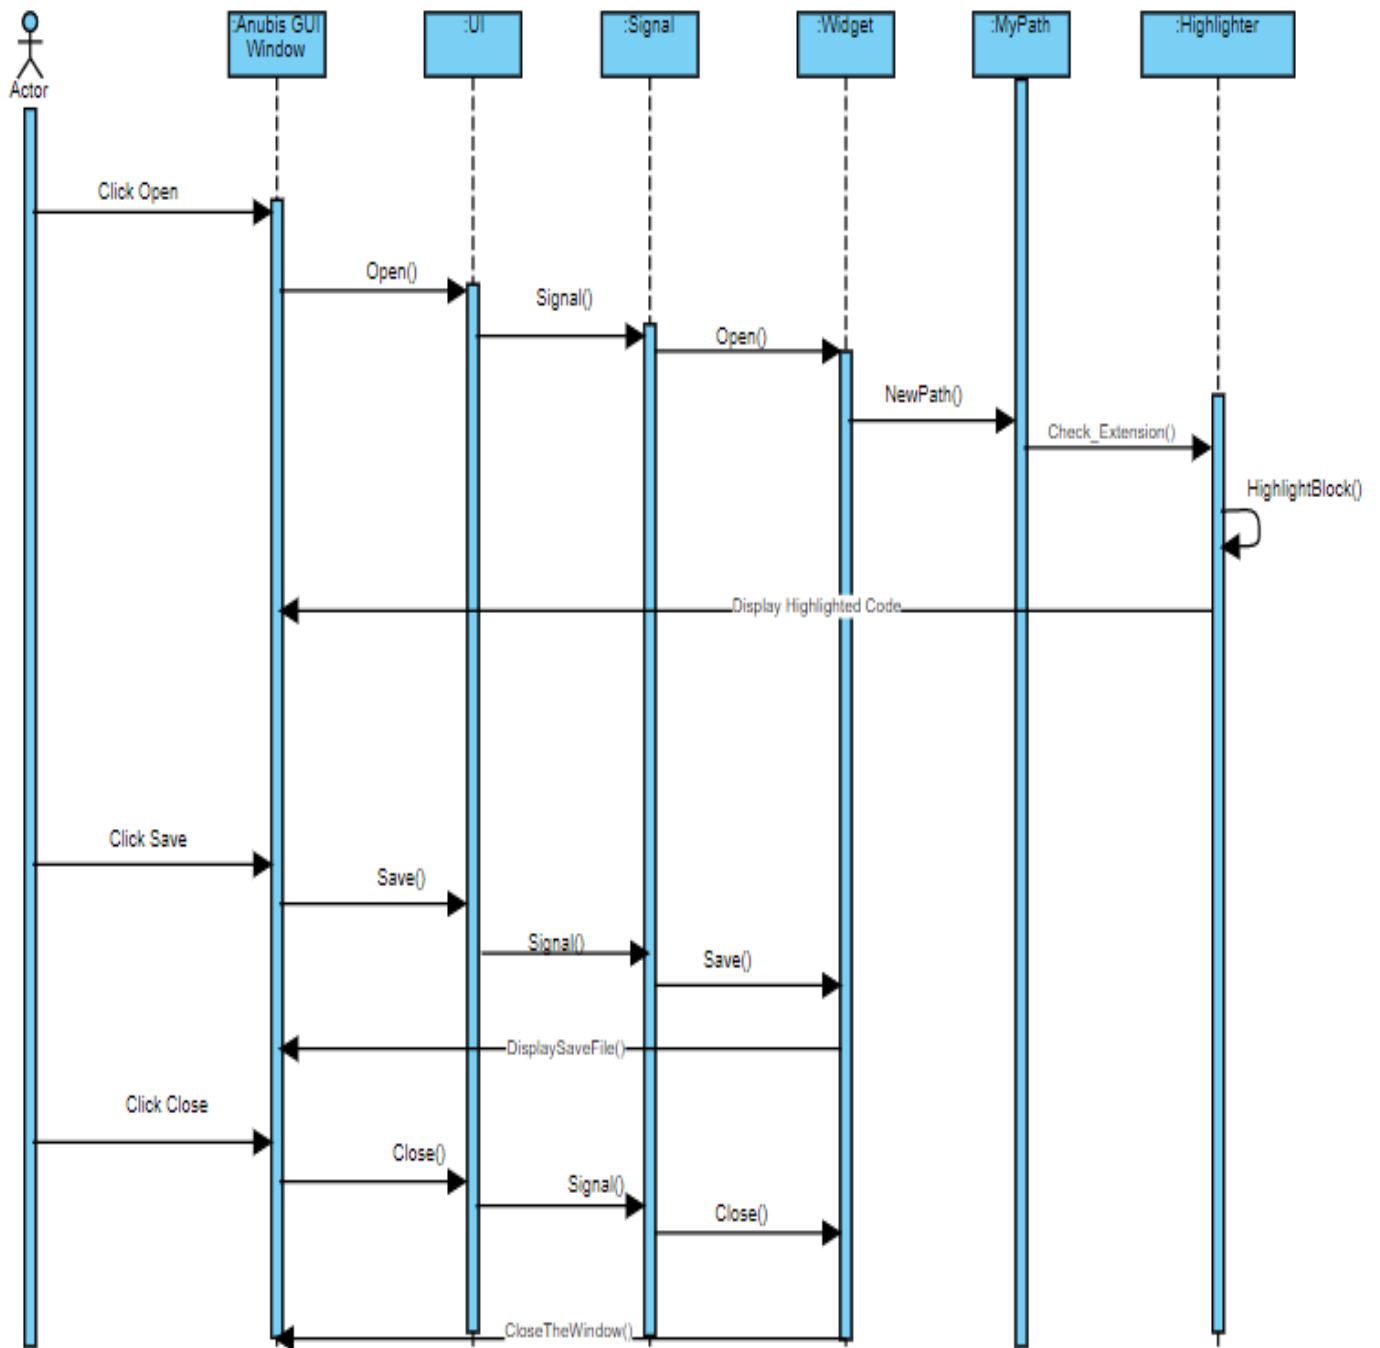 :Anubis GUI
Window
:UI
:Signal
:Widget
:MyPath
:Highlighter
Actor
Click Open
Open()
Signal()
Open()
NewPath()
Check_Extension()
HighlightBlock()
Display Highlighted Code
Click Save
Save()
Signal()
Save()
DisplaySaveFile()
Click Close
Close()
Signal()
Close()
CloseTheWindow()